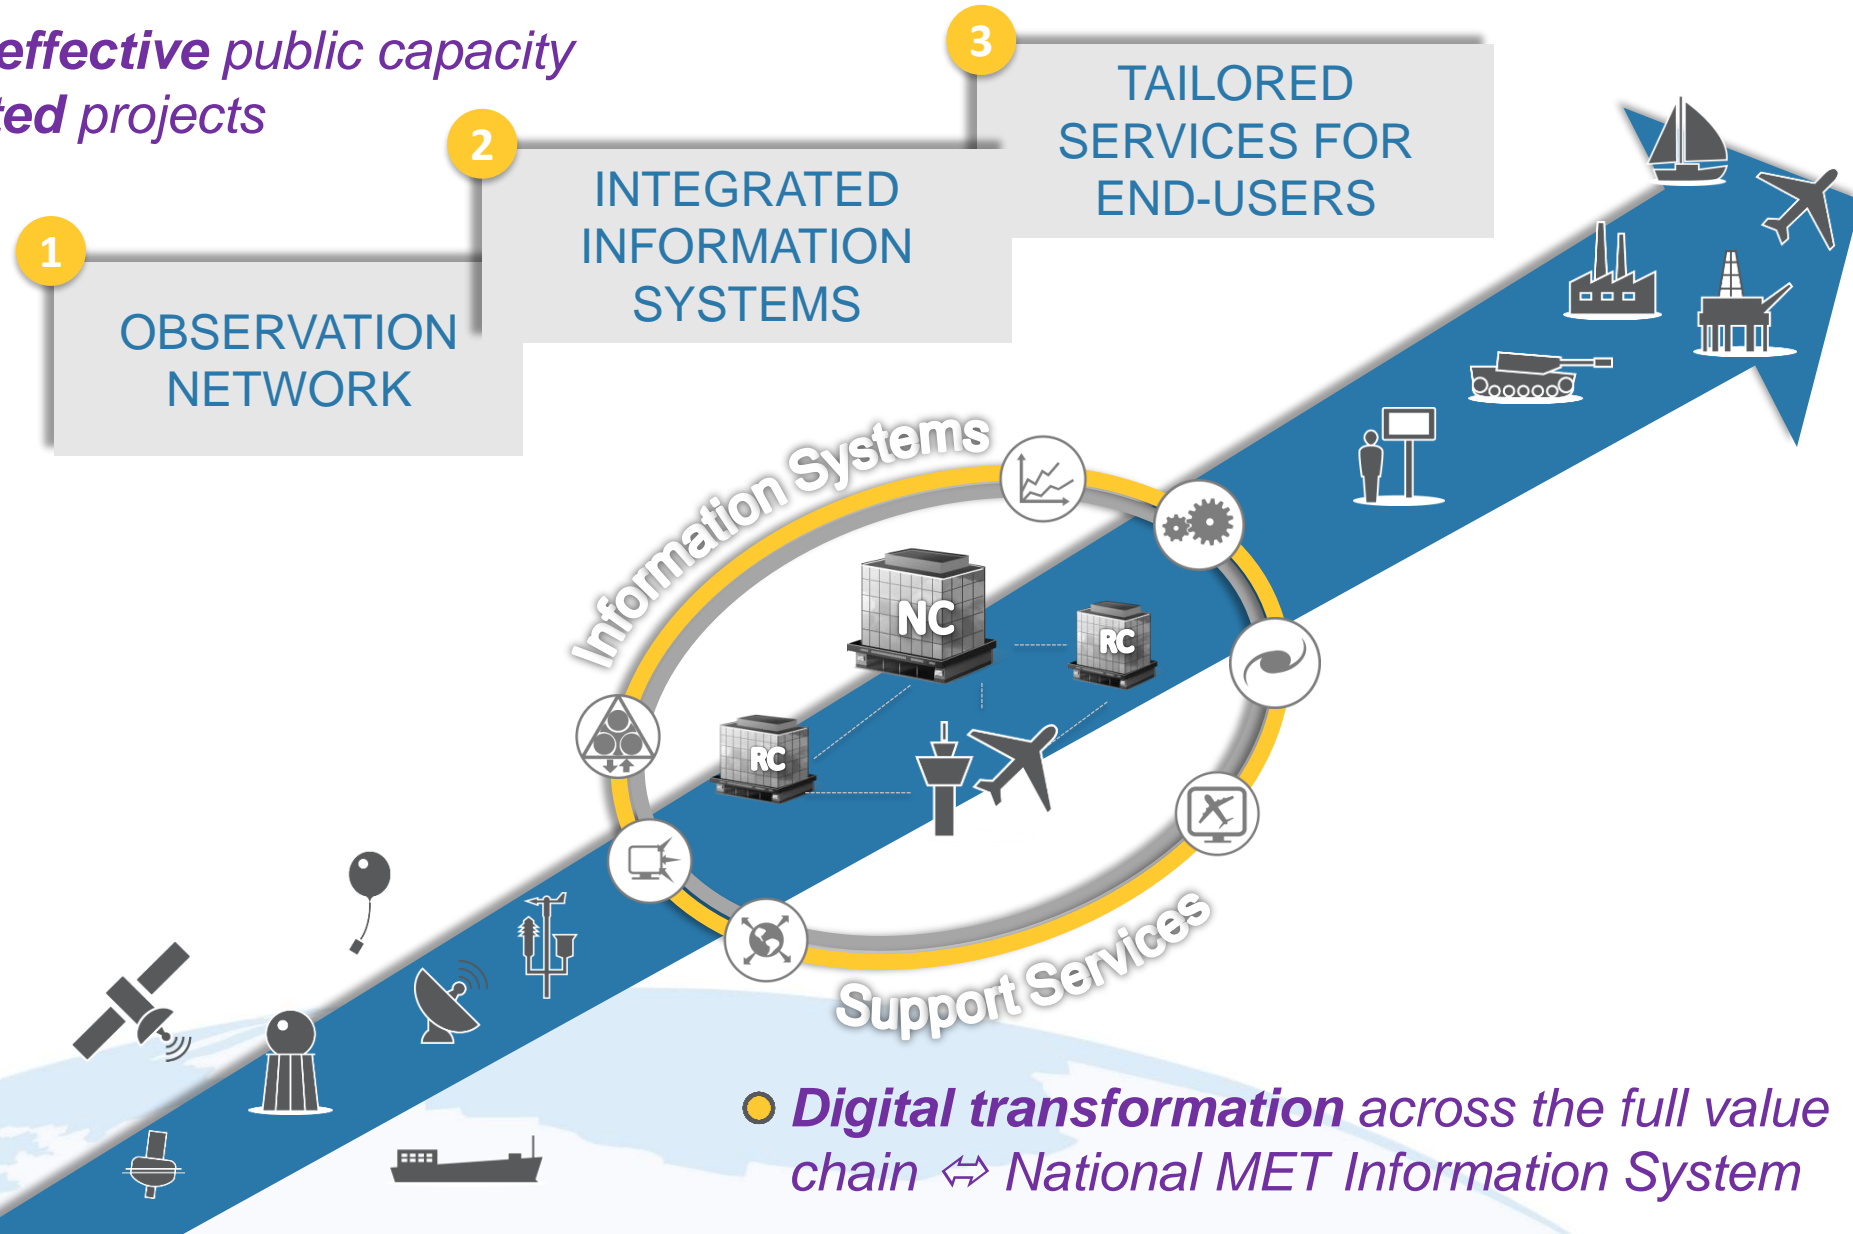 effective public capacity
ted projects
1
OBSERVATION
NETWORK
2
INTEGRATED
INFORMATION
SYSTEMS
3
TAILORED
SERVICES FOR
END-USERS
Information Systems
NC
RC
RC
Support Services
Digital transformation across the full value
chain ⬄ National MET Information System